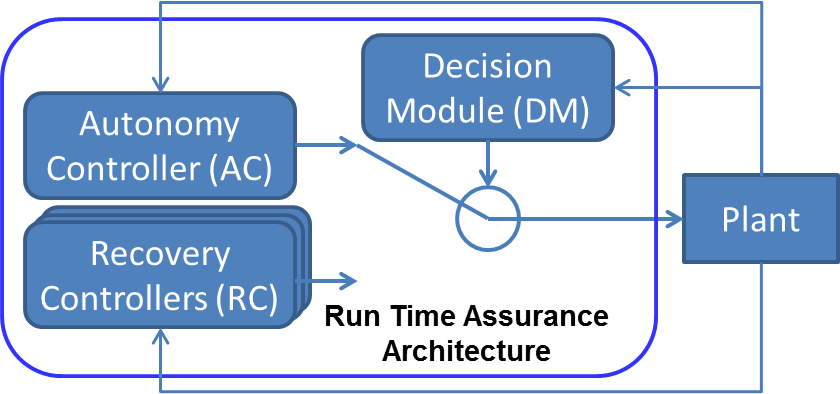 Decision
Module (DM)
Autonomy
Controller (AC)
Plant
Recovery
Controllers (RC)
Run Time Assurance
Architecture